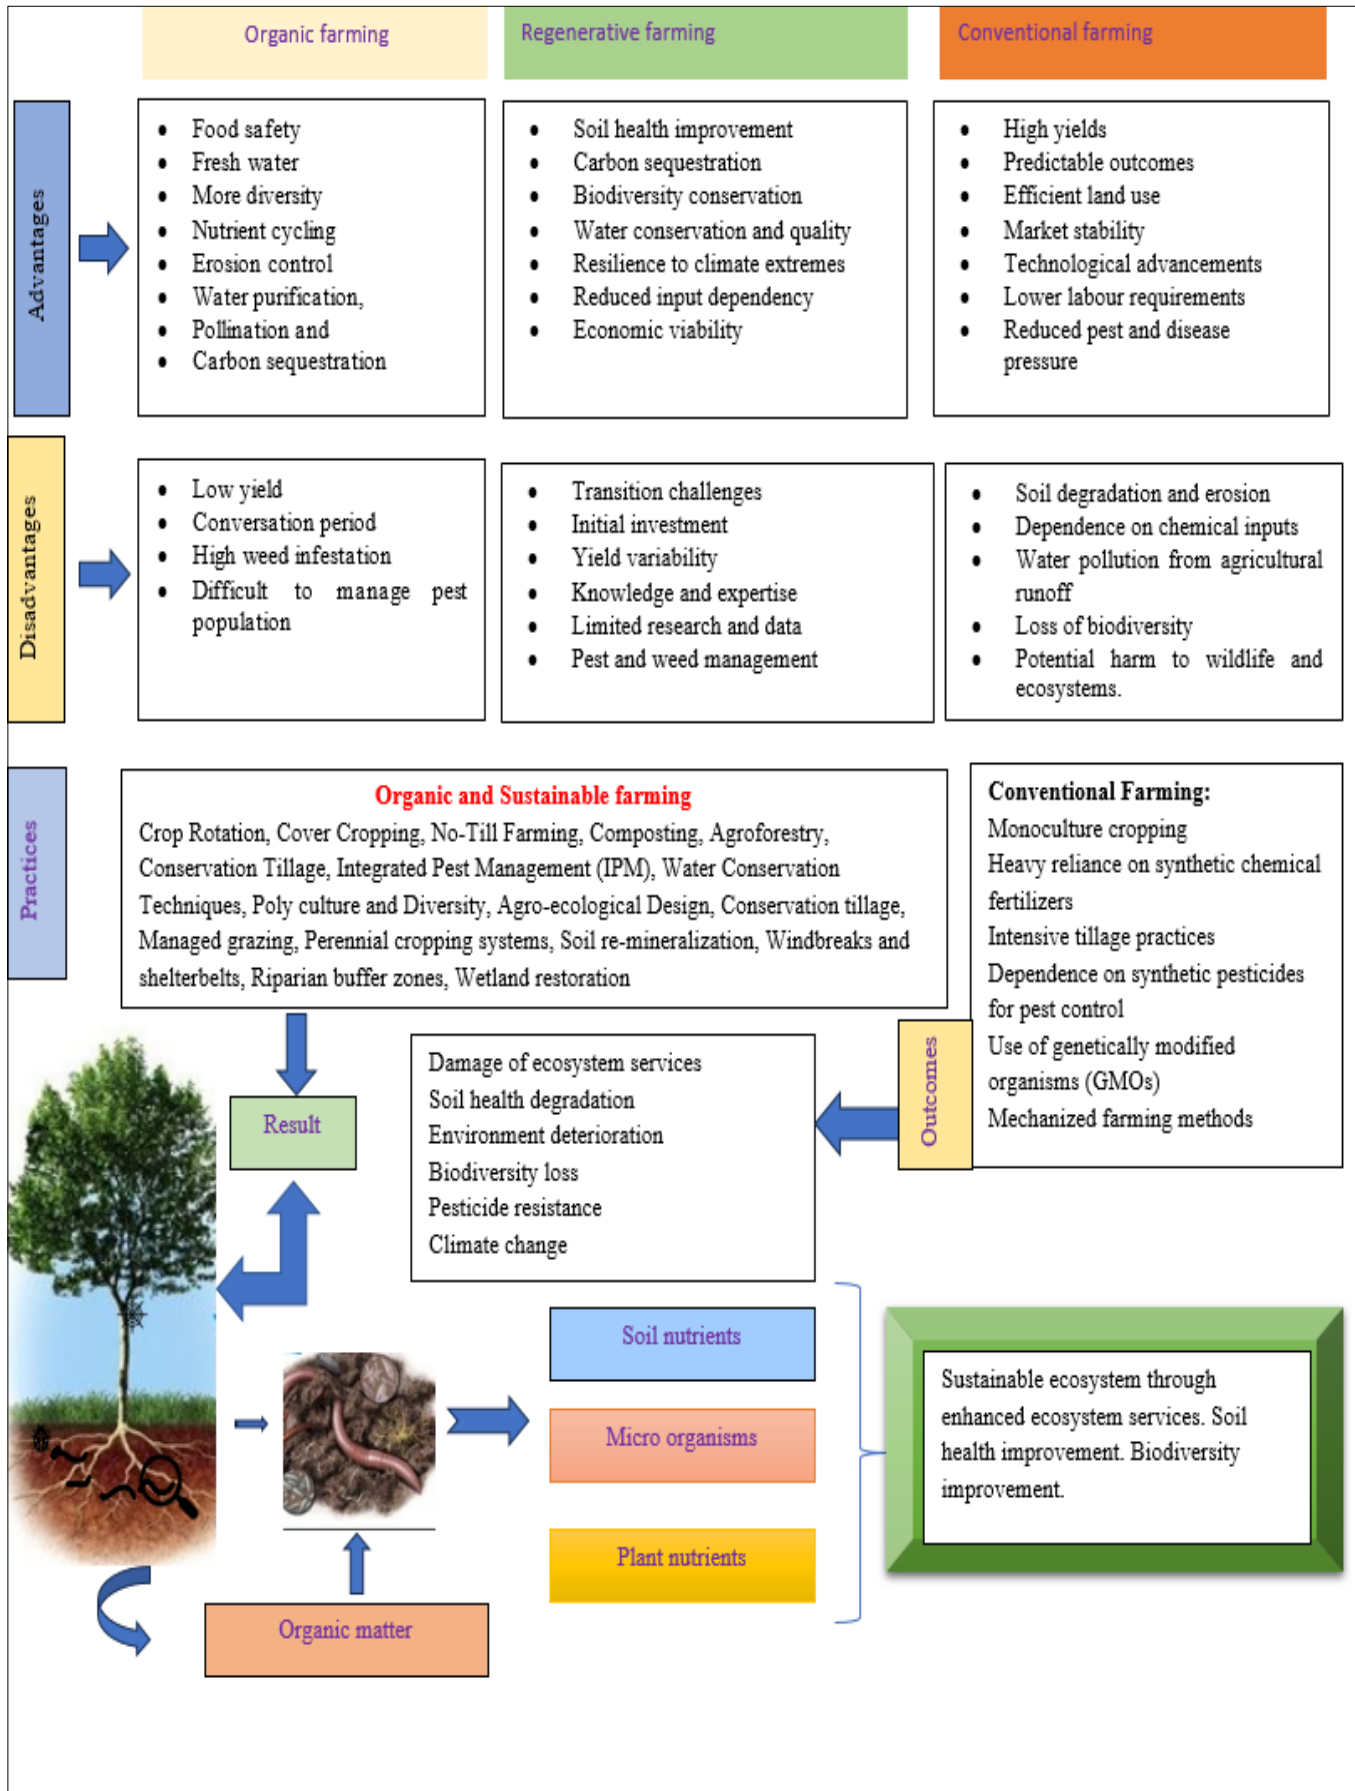 Organic farming
Regenerative farming
Conventional farming
Advantages
• Food safety
• Fresh water
• More diversity
• Nutrient cycling
• Erosion control
• Water purification,
• Pollination and
• Carbon sequestration
• Soil health improvement
• Carbon sequestration
• Biodiversity conservation
• Water conservation and quality
• Resilience to climate extremes
• Reduced input dependency
• Economic viability
• High yields
• Predictable outcomes
• Efficient land use
• Market stability
• Technological advancements
• Lower labour requirements
• Reduced pest and disease
pressure
Disadvantages
• Low yield
• Conversation period
• High weed infestation
• Difficult to manage pest
population
• Transition challenges
• Initial investment
• Yield variability
• Knowledge and expertise
• Limited research and data
• Pest and weed management
• Soil degradation and erosion
• Dependence on chemical inputs
• Water pollution from agricultural
runoff
• Loss of biodiversity
• Potential harm to wildlife and
ecosystems.
Practices
Organic and Sustainable farming
Crop Rotation, Cover Cropping, No-Till Farming, Composting, Agroforestry,
Conservation Tillage, Integrated Pest Management (IPM), Water Conservation
Techniques, Poly culture and Diversity, Agro-ecological Design, Conservation tillage,
Managed grazing, Perennial cropping systems, Soil re-mineralization, Windbreaks and
shelterbelts, Riparian buffer zones, Wetland restoration
Conventional Farming:
Monoculture cropping
Heavy reliance on synthetic chemical
fertilizers
Intensive tillage practices
Dependence on synthetic pesticides
for pest control
Use of genetically modified
organisms (GMOs)
Mechanized farming methods
Outcomes
Damage of ecosystem services
Soil health degradation
Environment deterioration
Biodiversity loss
Pesticide resistance
Climate change
Result
Soil nutrients
Micro organisms
Plant nutrients
Sustainable ecosystem through
enhanced ecosystem services. Soil
health improvement. Biodiversity
improvement.
Organic matter